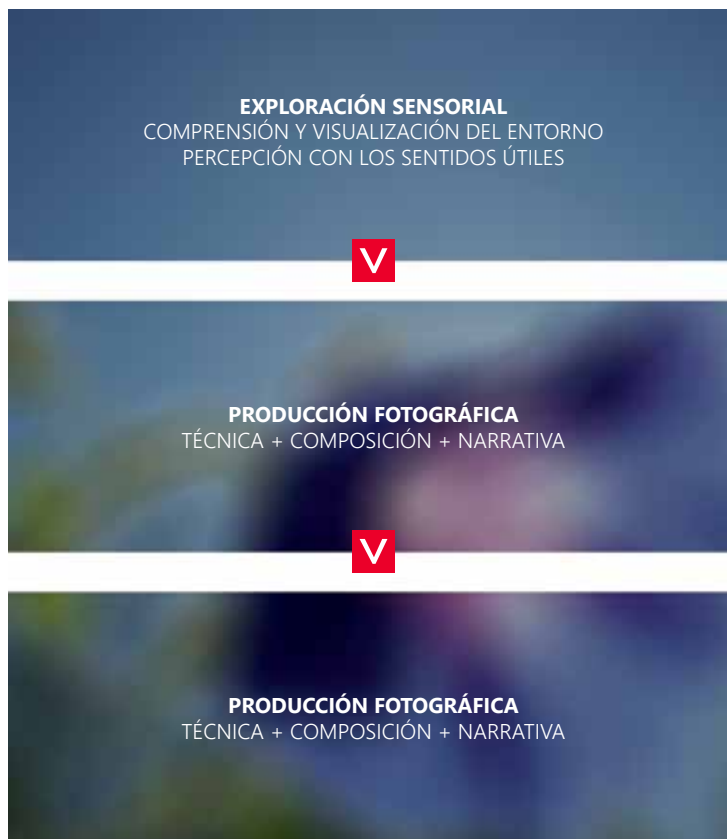 EXPLORACIÓN SENSORIAL
COMPRENSIÓN Y VISUALIZACIÓN DEL ENTORNO
PERCEPCIÓN CON LOS SENTIDOS ÚTILES
V
PRODUCCIÓN FOTOGRÁFICA
TÉCNICA + COMPOSICIÓN + NARRATIVA
V
PRODUCCIÓN FOTOGRÁFICA
TÉCNICA + COMPOSICIÓN + NARRATIVA